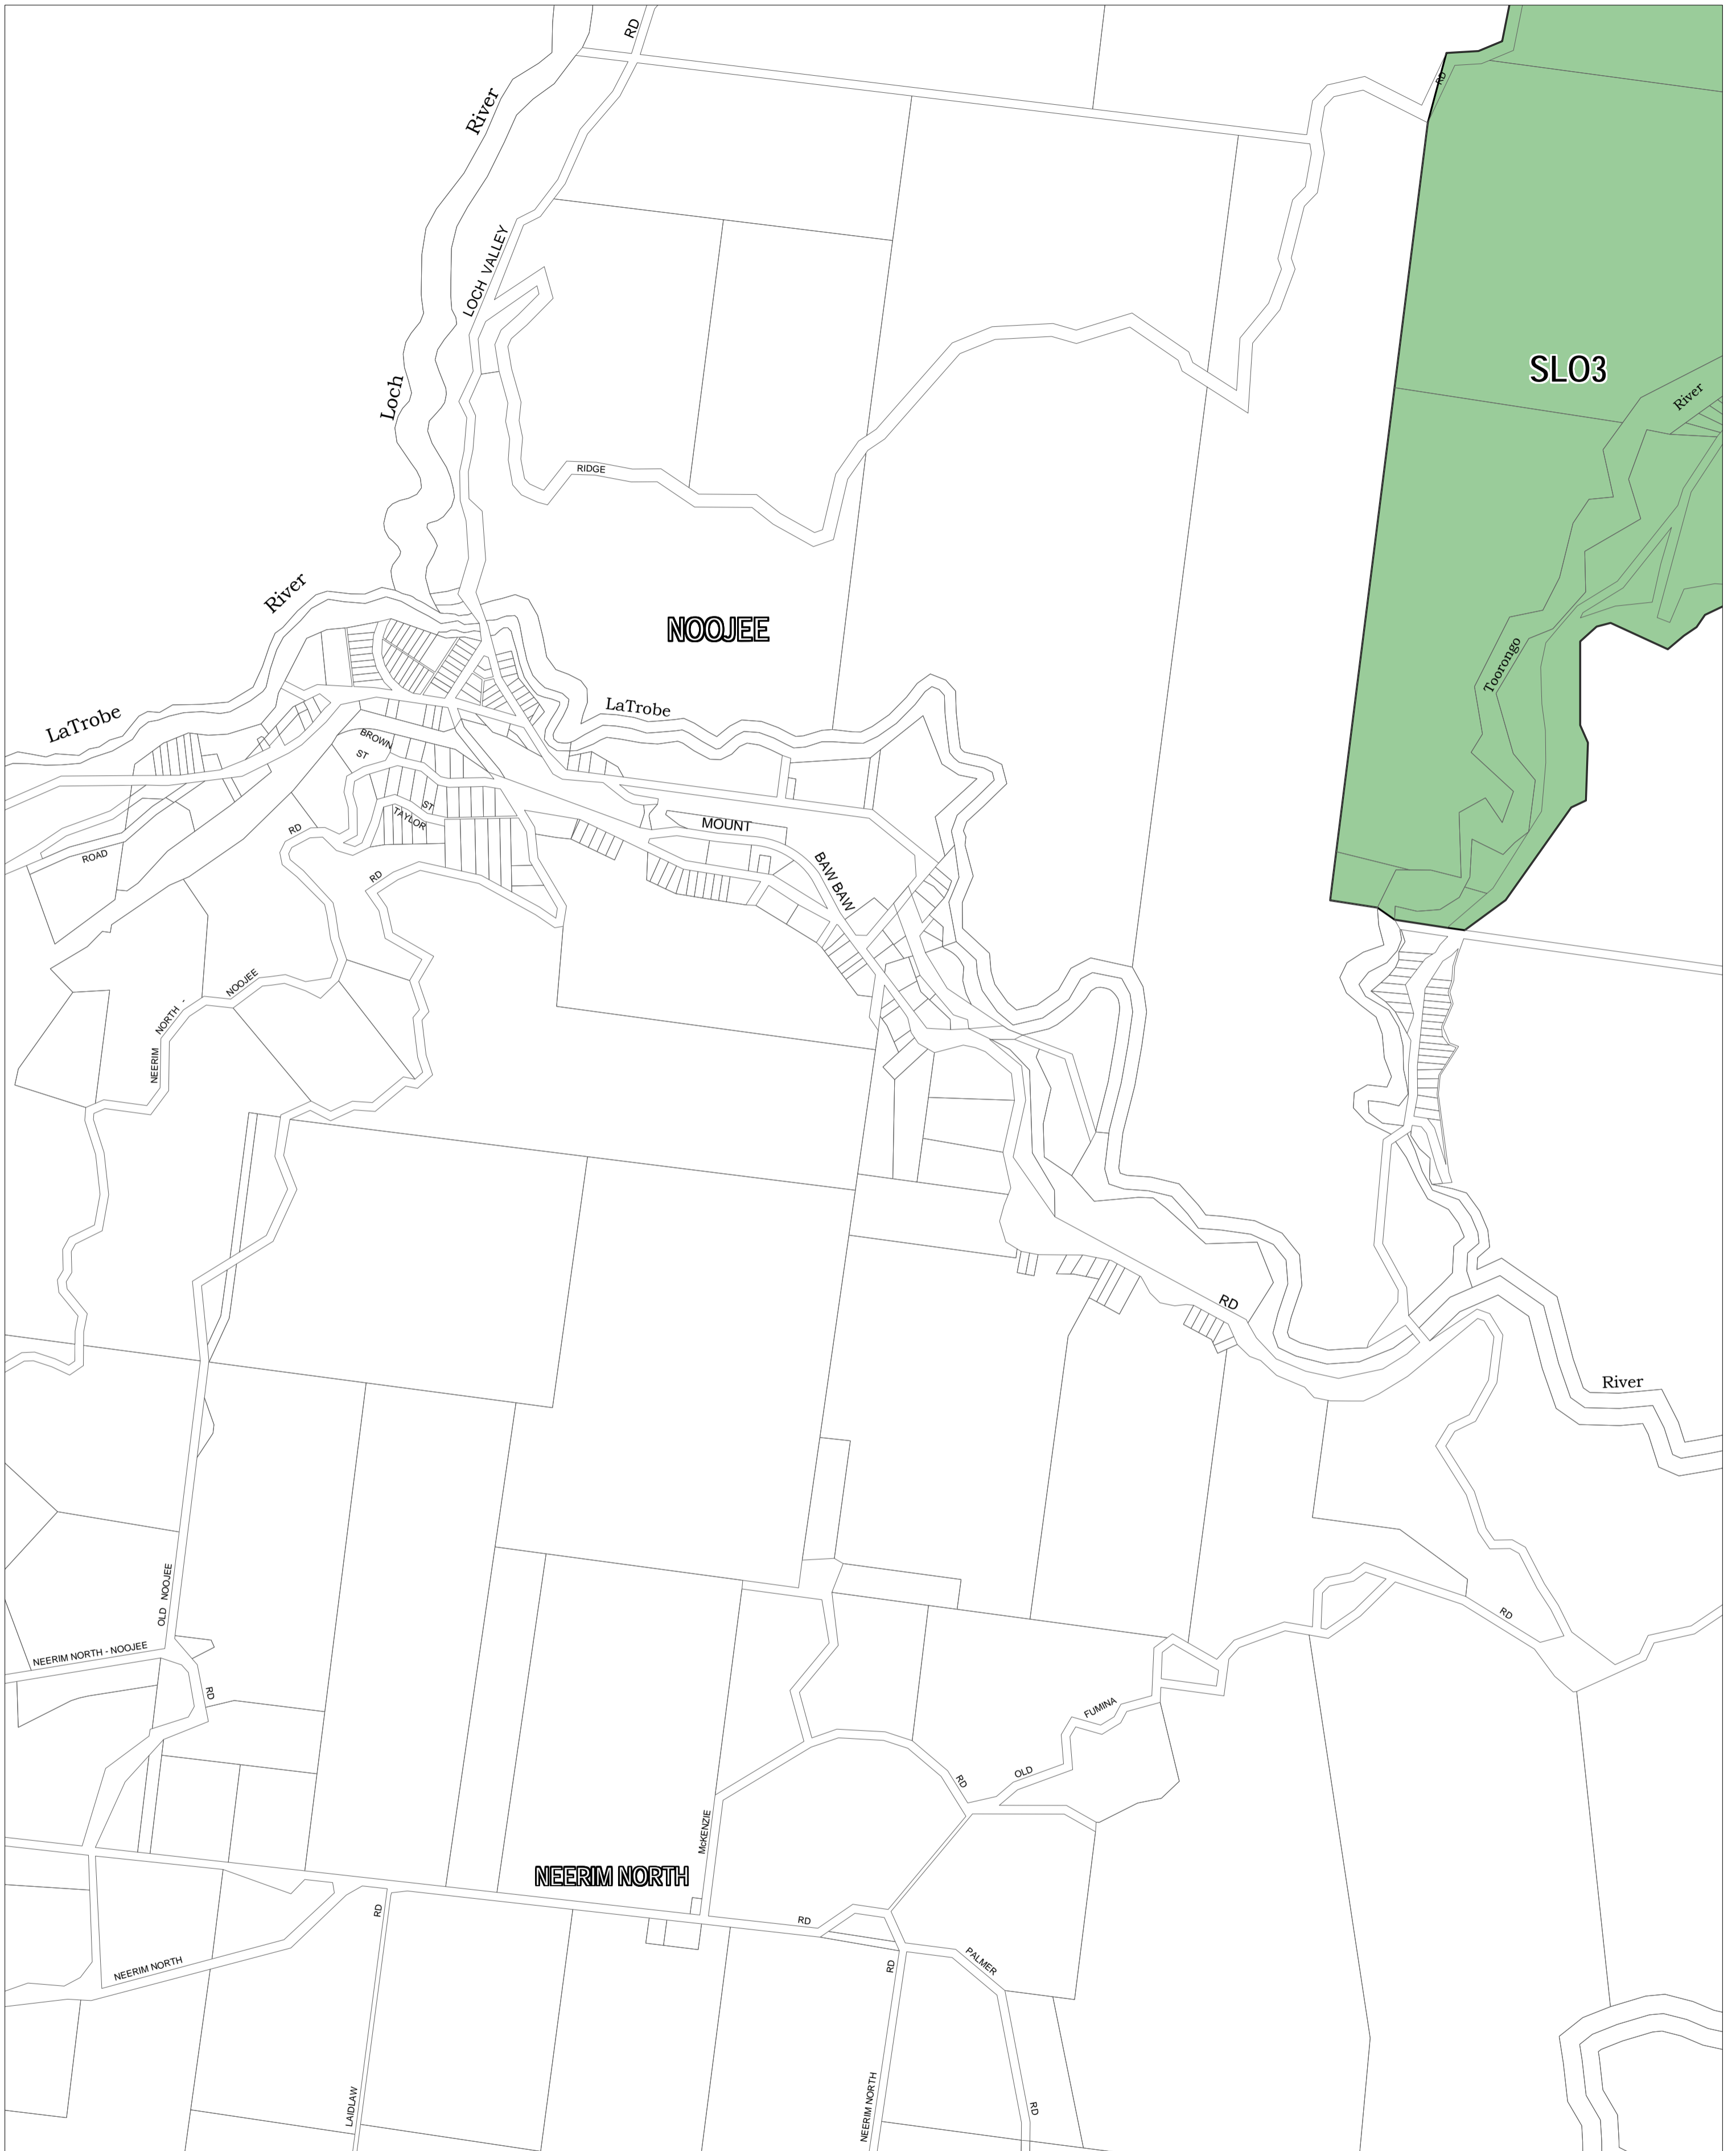 RD
River
RD
LOCH VALLEY
SLO3
River
Loch
RIDGE
River
NOOJEE
Toorongo
LaTrobe
LaTrobe
BROWN
ST
ST
TAYLOR
MOUNT
RD
ROAD
BAW BAW
RD
NOOJEE
NORTH -
NEERIM
RD
River
OLD NOOJEE
RD
NEERIM NORTH - NOOJEE
RD
FUMINA
OLD
RD
McKENZIE
NEERIM NORTH
RD
RD
PALMER
RD
NEERIM NORTH
LAIDLAW
NEERIM NORTH
RD